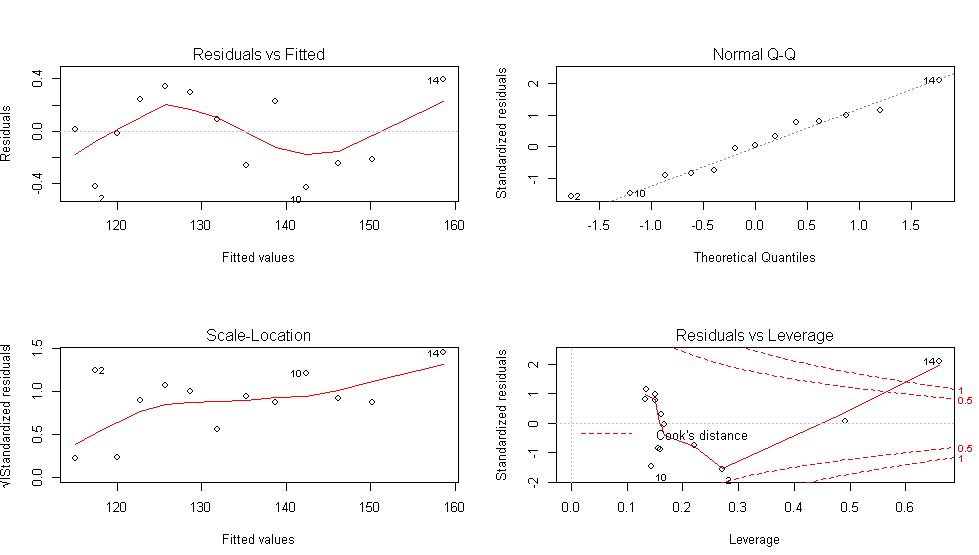 Residuals vs Fitted
Residuals
0.4
0.0
-0.4
14
2
10
120 130 140 150 160
Fitted values
Normal Q-Q
Standardized residuals
2
1
0
-1
14
2
10
-1.5 -1.0 -0.5 0.0 0.5 1.0 1.5
Theoretical Quantiles
Scale-Location
√|Standardized residuals|
1.5
1.0
0.5
0.0
2
10
14
120 130 140 150 160
Fitted values
Residuals vs Leverage
Standardized residuals
2
1
0
-1
-2
14
1
0.5
Cook's distance
0.5
1
10
2
0.0 0.1 0.2 0.3 0.4 0.5 0.6
Leverage